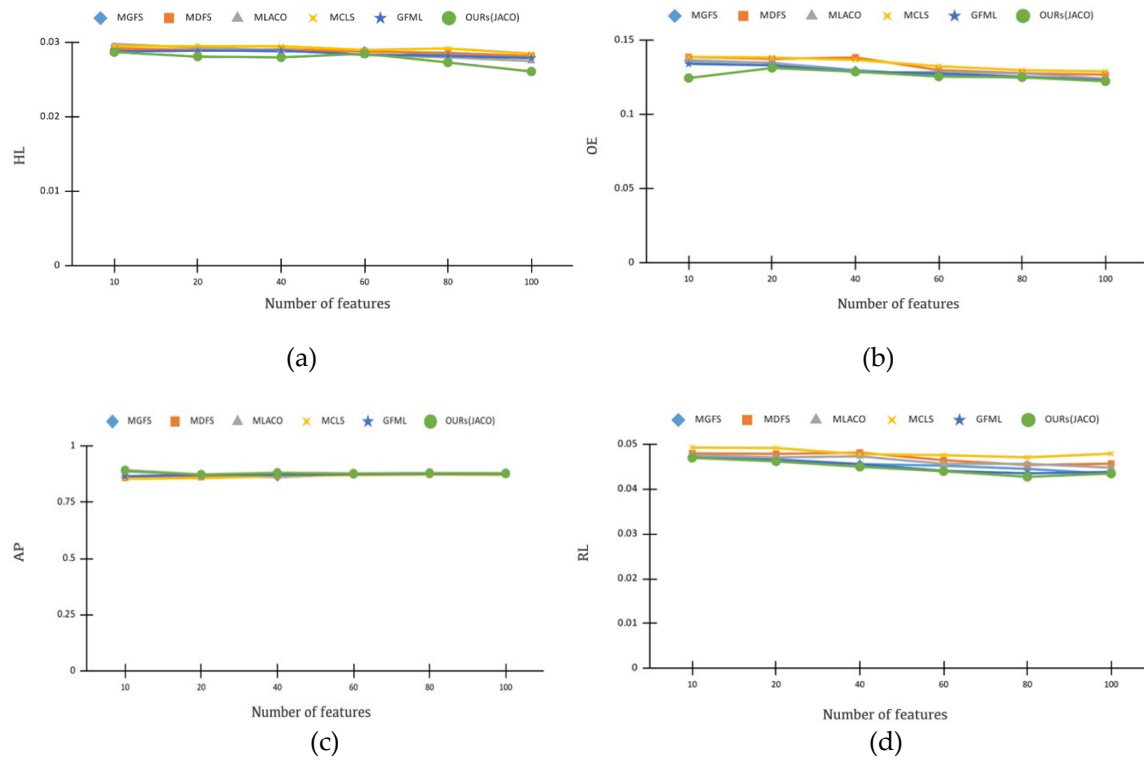 MGFS MDFS MLACO MCLS GFML OURs(JACO)
0.03
0.02
0.01
0
HL
10 20 40 60 80 100
Number of features
(a)
MGFS MDFS MLACO MCLS GFML OURs(JACO)
0.15
0.1
0.05
0
OE
10 20 40 60 80 100
Number of features
(b)
MGFS MDFS MLACO MCLS GFML OURs(JACO)
1
0.75
0.5
0.25
0
AP
10 20 40 60 80 100
Number of features
(c)
MGFS MDFS MLACO MCLS GFML OURs(JACO)
0.05
0.04
0.03
0.02
0.01
0
RL
10 20 40 60 80 100
Number of features
(d)